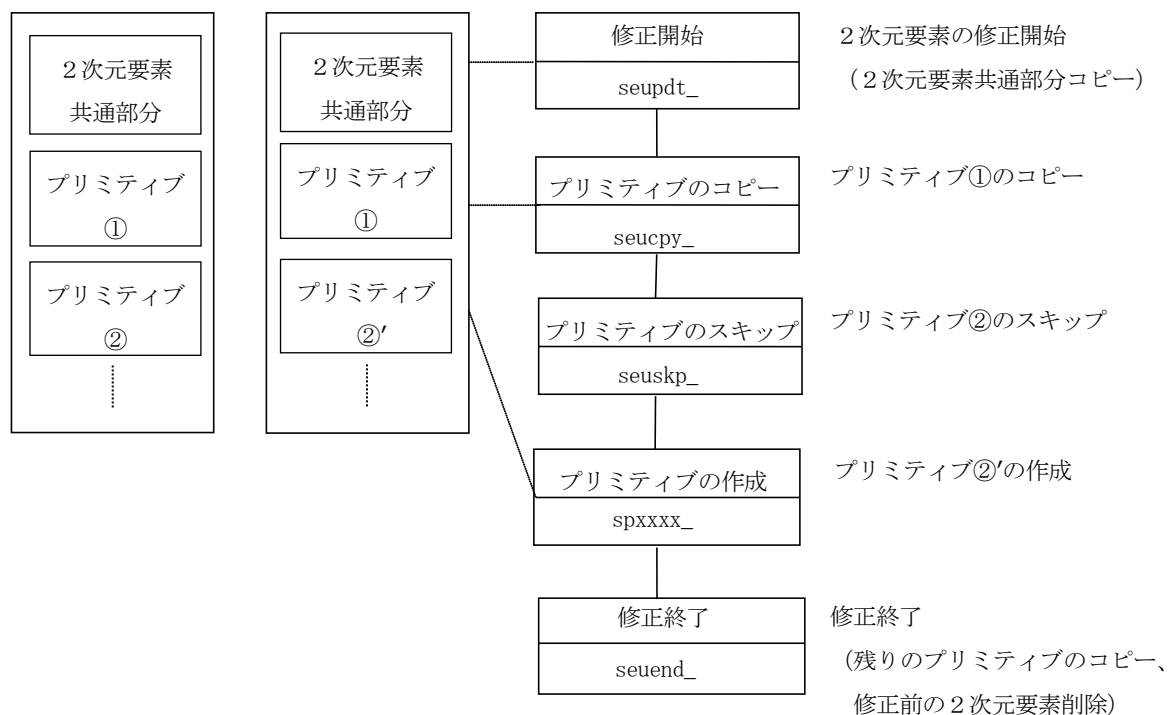 ２次元要素
共通部分
プリミティブ
①
プリミティブ
②
２次元要素
共通部分
プリミティブ
①
プリミティブ
②′
修正開始
seupdt_
２次元要素の修正開始
（２次元要素共通部分コピー）
プリミティブのコピー
seucpy_
プリミティブ①のコピー
プリミティブのスキップ
seuskp_
プリミティブ②のスキップ
プリミティブの作成
spxxxx_
プリミティブ②′の作成
修正終了
seuend_
修正終了
（残りのプリミティブのコピー、
修正前の２次元要素削除）